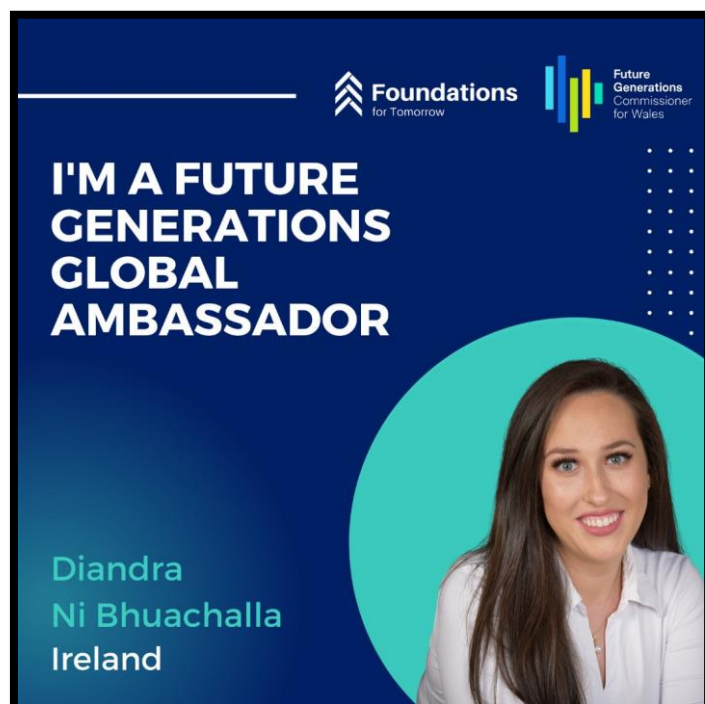 Foundations
for Tomorrow
Future
Generations
Commissioner
for Wales
I'M A FUTURE
GENERATIONS
GLOBAL
AMBASSADOR
Diandra
Ni Bhuachalla
Ireland